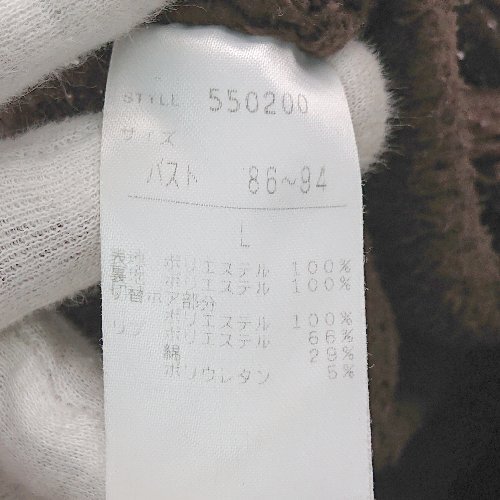 STYLE 550200
サイズ
バスト 86～94
L
表地 ポリエステル 100%
裏地 ポリエステル 100%
切替ボア部分
ポリエステル 100%
リブ ポリエステル 66%
綿 29%
ポリウレタン 5%